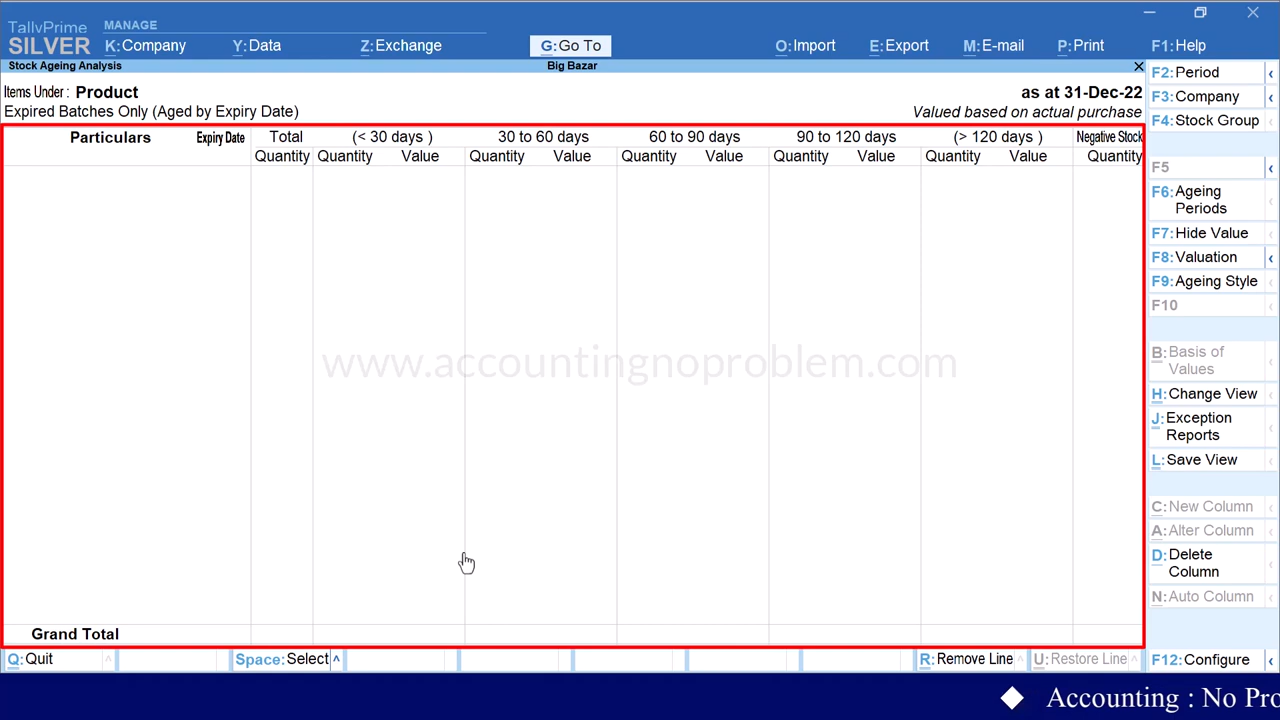 TallyPrime
MANAGE
SILVER
K:Company
Y:Data
Z:Exchange
G:Go To
O:Import
E:Export
M:E-mail
P:Print
F1:Help
Stock Ageing Analysis
Big Bazar
Items Under : Product
as at 31-Dec-22
Expired Batches Only (Aged by Expiry Date)
Valued based on actual purchase
Particulars Expiry Date Total (< 30 days ) 30 to 60 days 60 to 90 days 90 to 120 days (> 120 days ) Negative Stock
Quantity Quantity Value Quantity Value Quantity Value Quantity Value Quantity Value Quantity
www.accountingnoproblem.com
Grand Total
F2:Period
F3:Company
F4:Stock Group
F5
F6:Ageing
Periods
F7:Hide Value
F8:Valuation
F9:Ageing Style
F10
B:Basis of
Values
H:Change View
J:Exception
Reports
L:Save View
C:New Column
A:Alter Column
D:Delete
Column
N:Auto Column
Q:Quit
Space:Select
R:Remove Line
U:Restore Line
F12:Configure
Accounting : No Pro